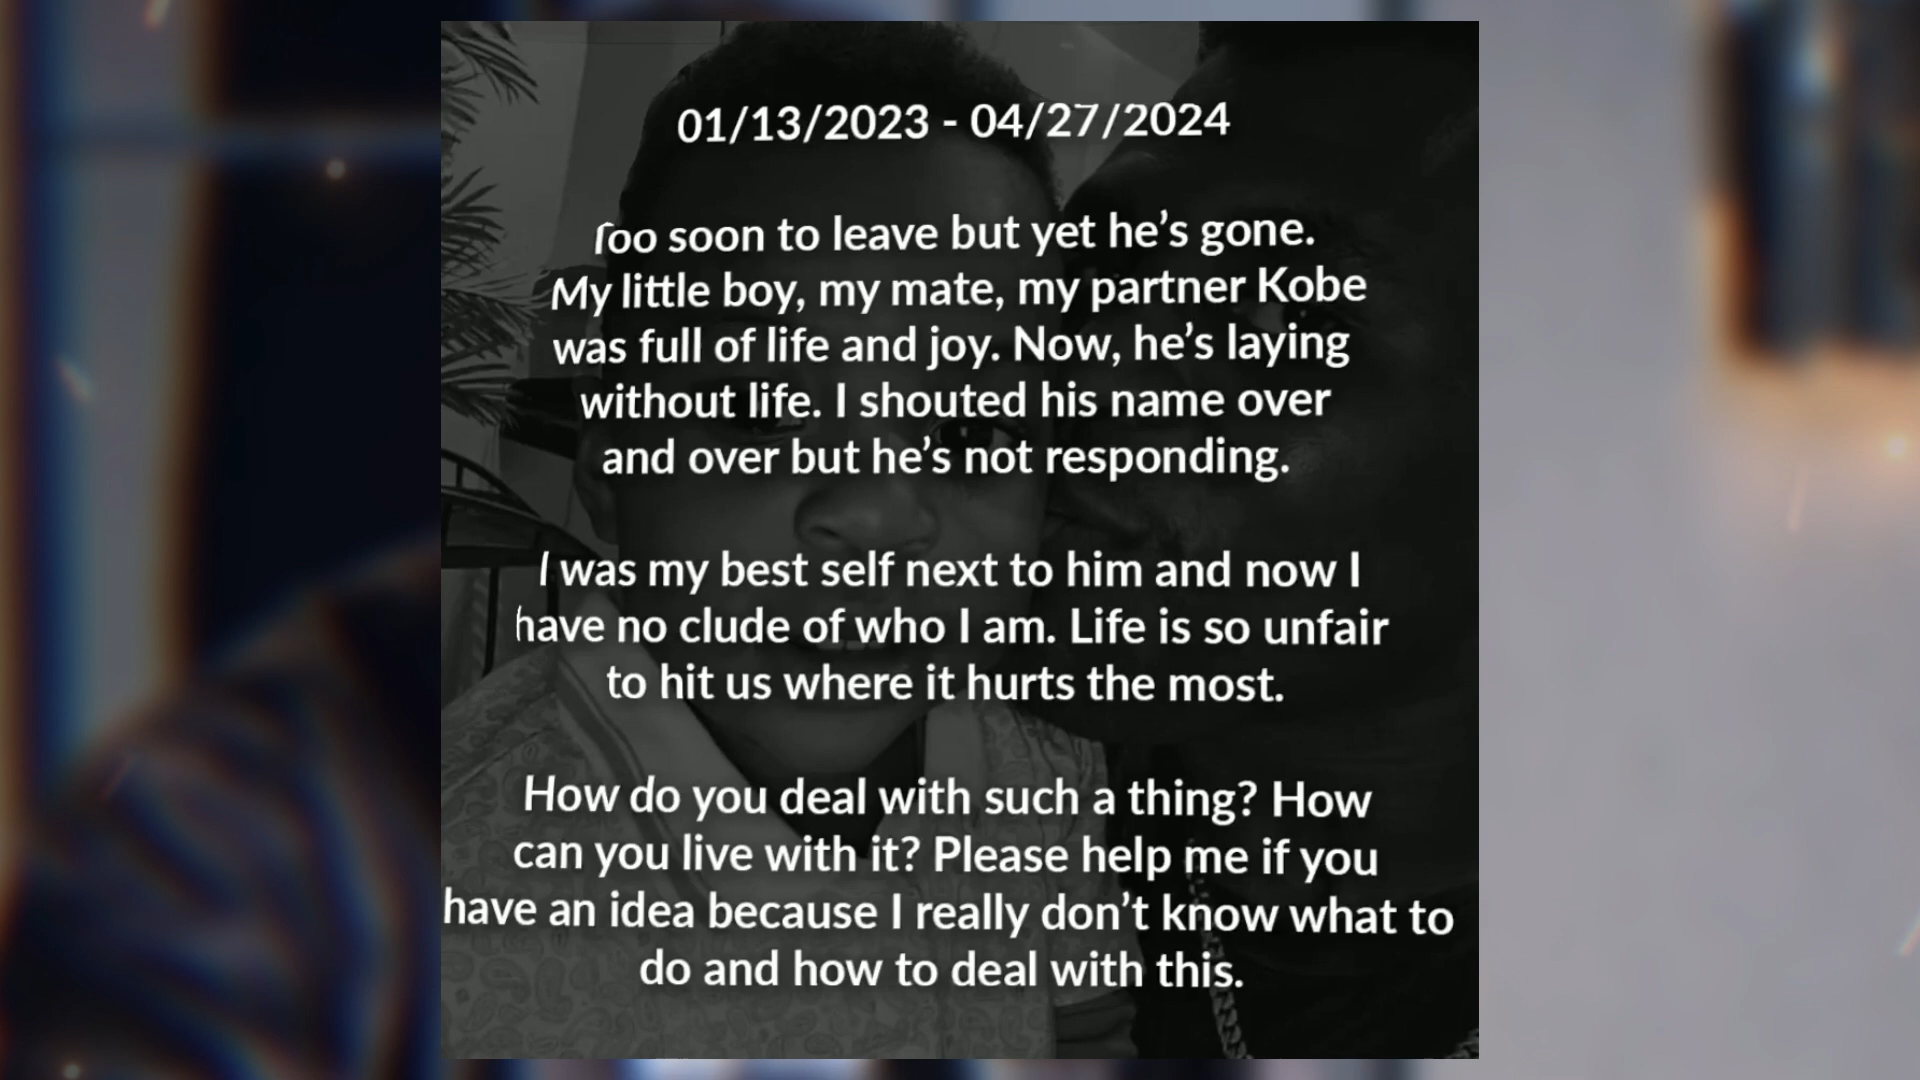 01/13/2023 - 04/27/2024
Too soon to leave but yet he's gone.
My little boy, my mate, my partner Kobe
was full of life and joy. Now, he's laying
without life. I shouted his name over
and over but he's not responding.
I was my best self next to him and now I
have no clude of who I am. Life is so unfair
to hit us where it hurts the most.
How do you deal with such a thing? How
can you live with it? Please help me if you
have an idea because I really don't know what to
do and how to deal with this.